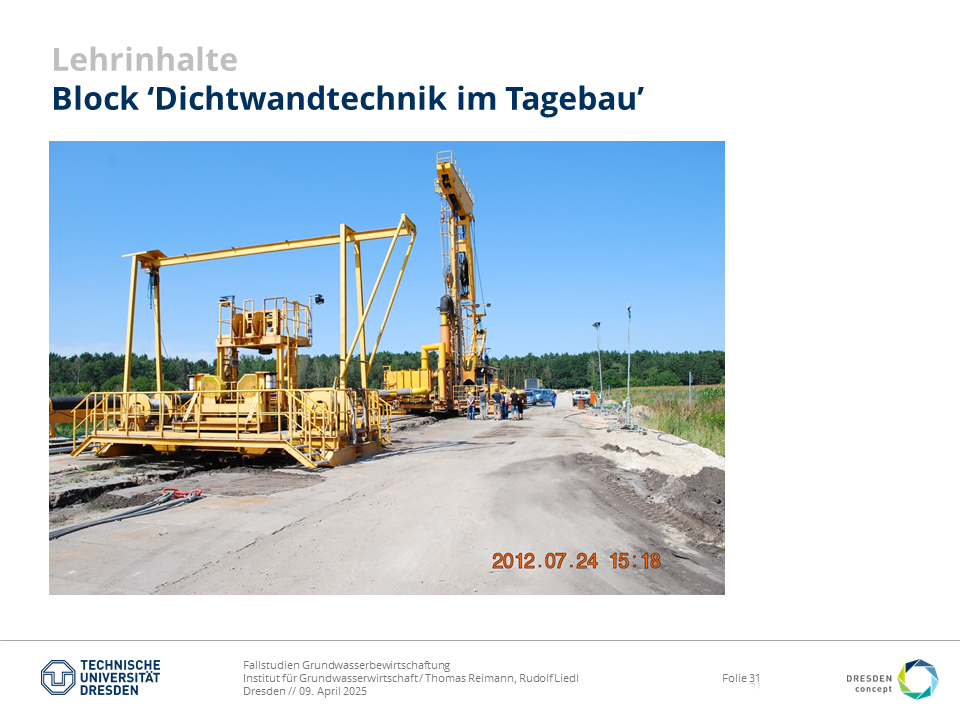 Lehrinhalte
Block ‘Dichtwandtechnik im Tagebau’
2012.07.24 15:18
TECHNISCHE
UNIVERSITÄT
DRESDEN
Fallstudien Grundwasserbewirtschaftung
Institut für Grundwasserwirtschaft / Thomas Reimann, Rudolf Liedl
Dresden // 09. April 2025
Folie 31
DRESDEN
concept